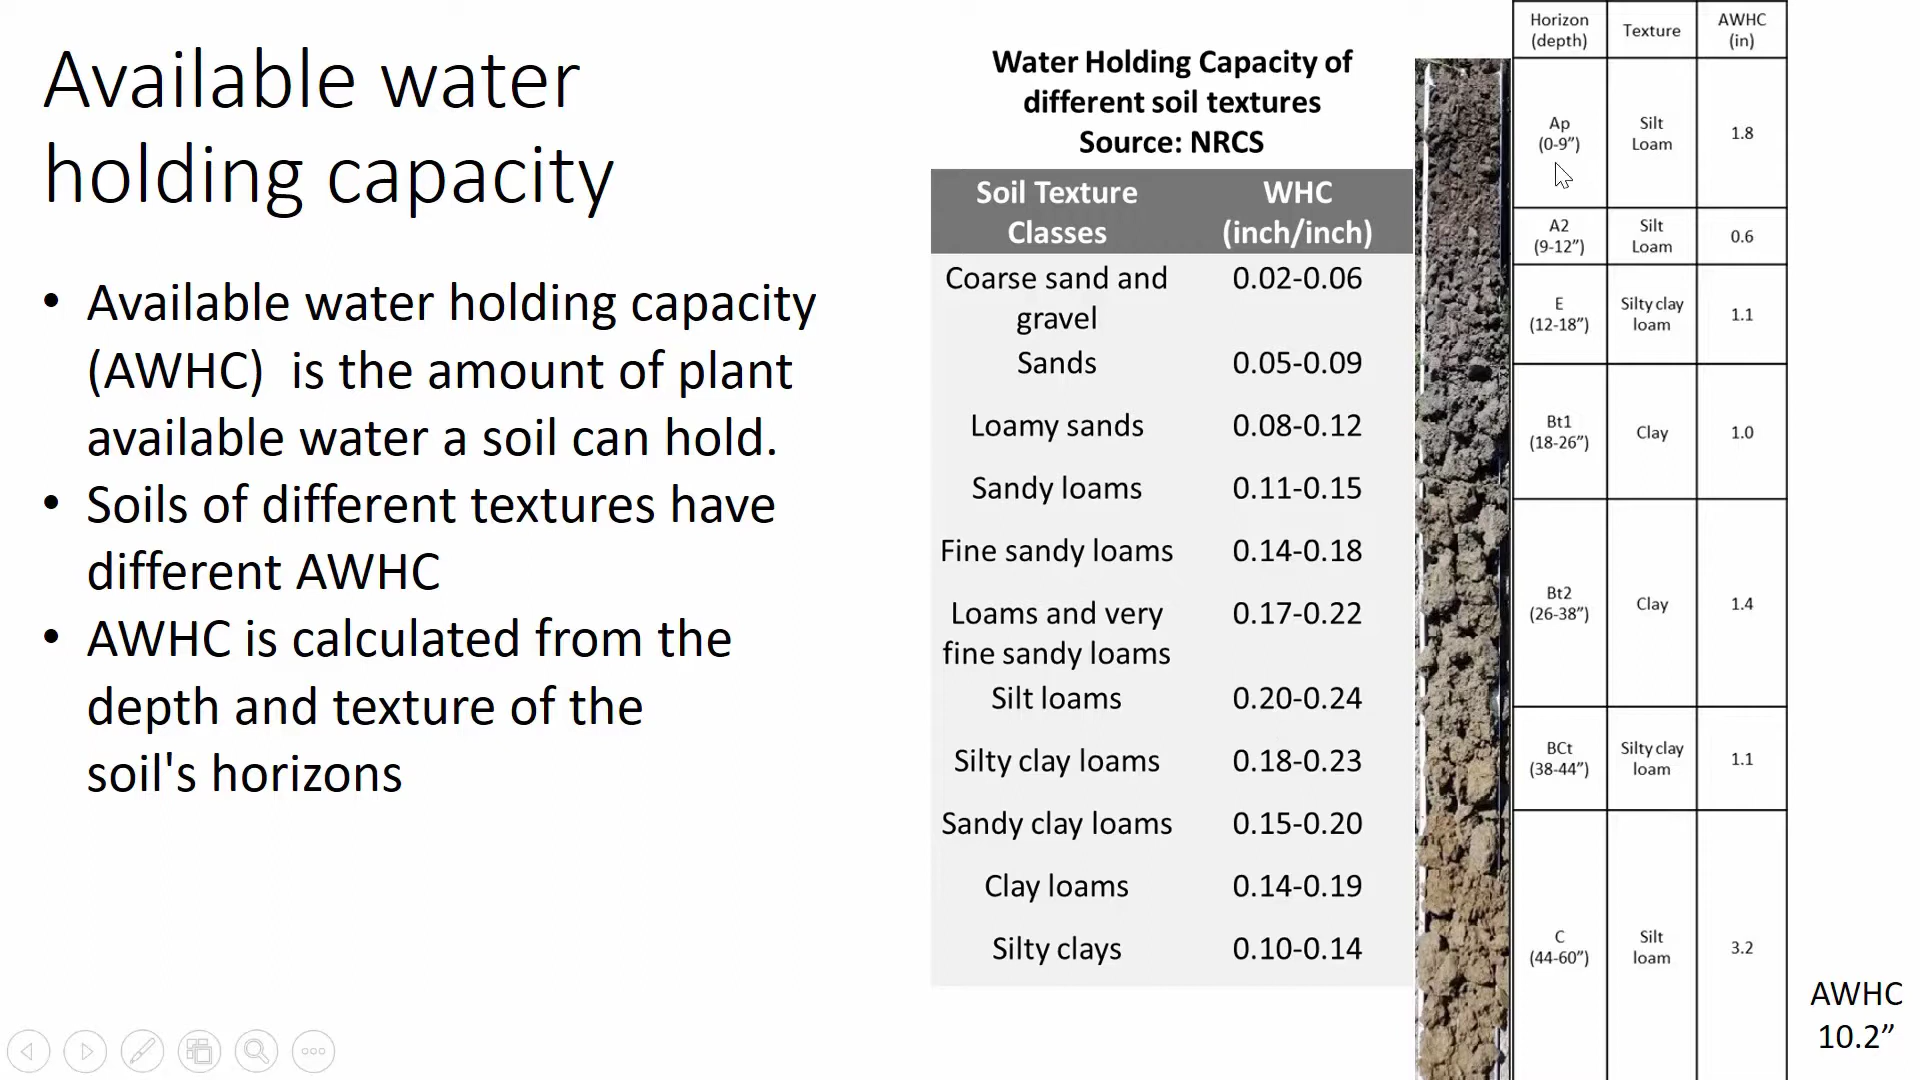 Available water
holding capacity
• Available water holding capacity
(AWHC)  is the amount of plant
available water a soil can hold.
• Soils of different textures have
different AWHC
• AWHC is calculated from the
depth and texture of the
soil's horizons
Water Holding Capacity of
different soil textures
Source: NRCS
Soil Texture Classes WHC (inch/inch)
Coarse sand and gravel 0.02-0.06
Sands 0.05-0.09
Loamy sands 0.08-0.12
Sandy loams 0.11-0.15
Fine sandy loams 0.14-0.18
Loams and very fine sandy loams 0.17-0.22
Silt loams 0.20-0.24
Silty clay loams 0.18-0.23
Sandy clay loams 0.15-0.20
Clay loams 0.14-0.19
Silty clays 0.10-0.14
Horizon (depth) Texture AWHC (in)
Ap (0-9”) Silt Loam 1.8
A2 (9-12”) Silt Loam 0.6
E (12-18”) Silty clay loam 1.1
Bt1 (18-26”) Clay 1.0
Bt2 (26-38”) Clay 1.4
BCt (38-44”) Silty clay loam 1.1
C (44-60”) Silt loam 3.2
AWHC
10.2”